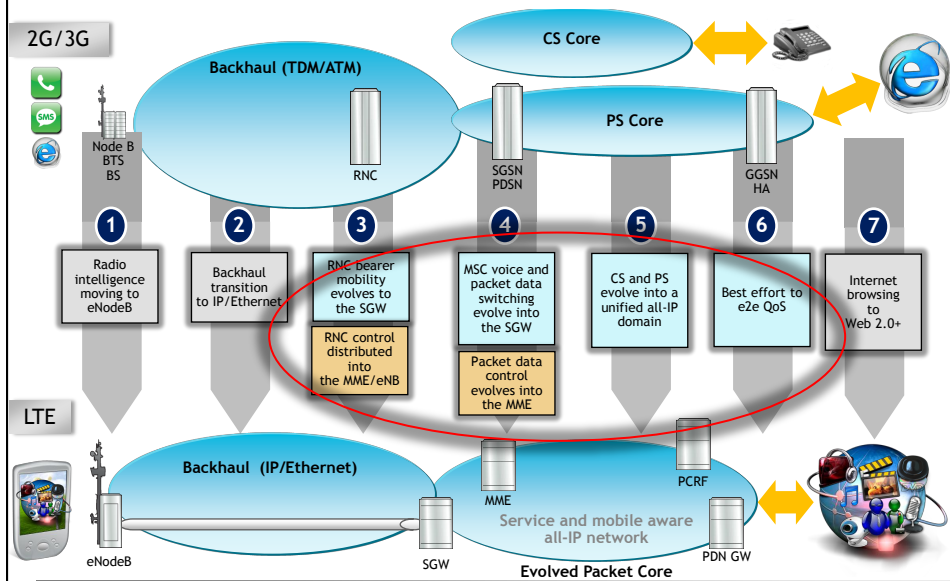 2G/3G
CS Core
Backhaul (TDM/ATM)
SMS
PS Core
Node B
BTS
BS
RNC
SGSN
PDSN
GGSN
HA
1
2
3
4
5
6
7
Radio
intelligence
moving to
eNodeB
Backhaul
transition
to IP/Ethernet
RNC bearer
mobility
evolves to
the SGW
RNC control
distributed
into
the MME/eNB
MSC voice and
packet data
switching
evolve into
the SGW
Packet data
control
evolves into
the MME
CS and PS
evolve into a
unified all-IP
domain
Best effort to
e2e QoS
Internet
browsing
to
Web 2.0+
LTE
Backhaul (IP/Ethernet)
MME
PCRF
Service and mobile aware
all-IP network
eNodeB
SGW
PDN GW
Evolved Packet Core